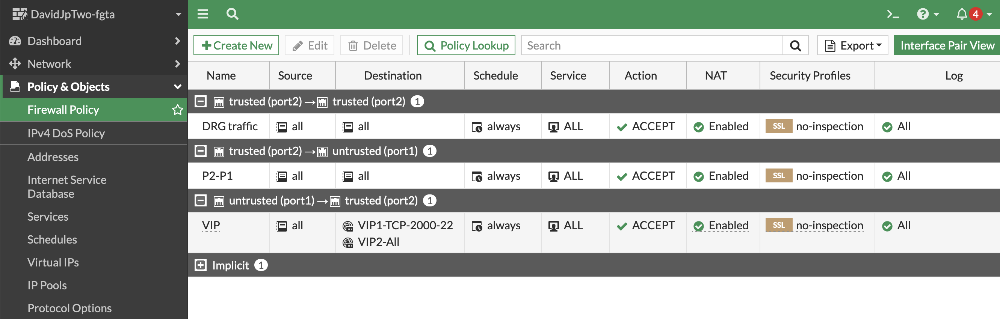 DavidJpTwo-fgta
4
Dashboard
Network
Policy & Objects
Firewall Policy
IPv4 DoS Policy
Addresses
Internet Service
Database
Services
Schedules
Virtual IPs
IP Pools
Protocol Options
Create New Edit Delete Policy Lookup Search Export Interface Pair View
Name Source Destination Schedule Service Action NAT Security Profiles Log
trusted (port2) → trusted (port2) 1
DRG traffic all all always ALL ACCEPT Enabled SSL no-inspection All
trusted (port2) → untrusted (port1) 1
P2-P1 all all always ALL ACCEPT Enabled SSL no-inspection All
untrusted (port1) → trusted (port2) 1
VIP all VIP1-TCP-2000-22 always ALL ACCEPT Enabled SSL no-inspection All
VIP2-All
Implicit 1